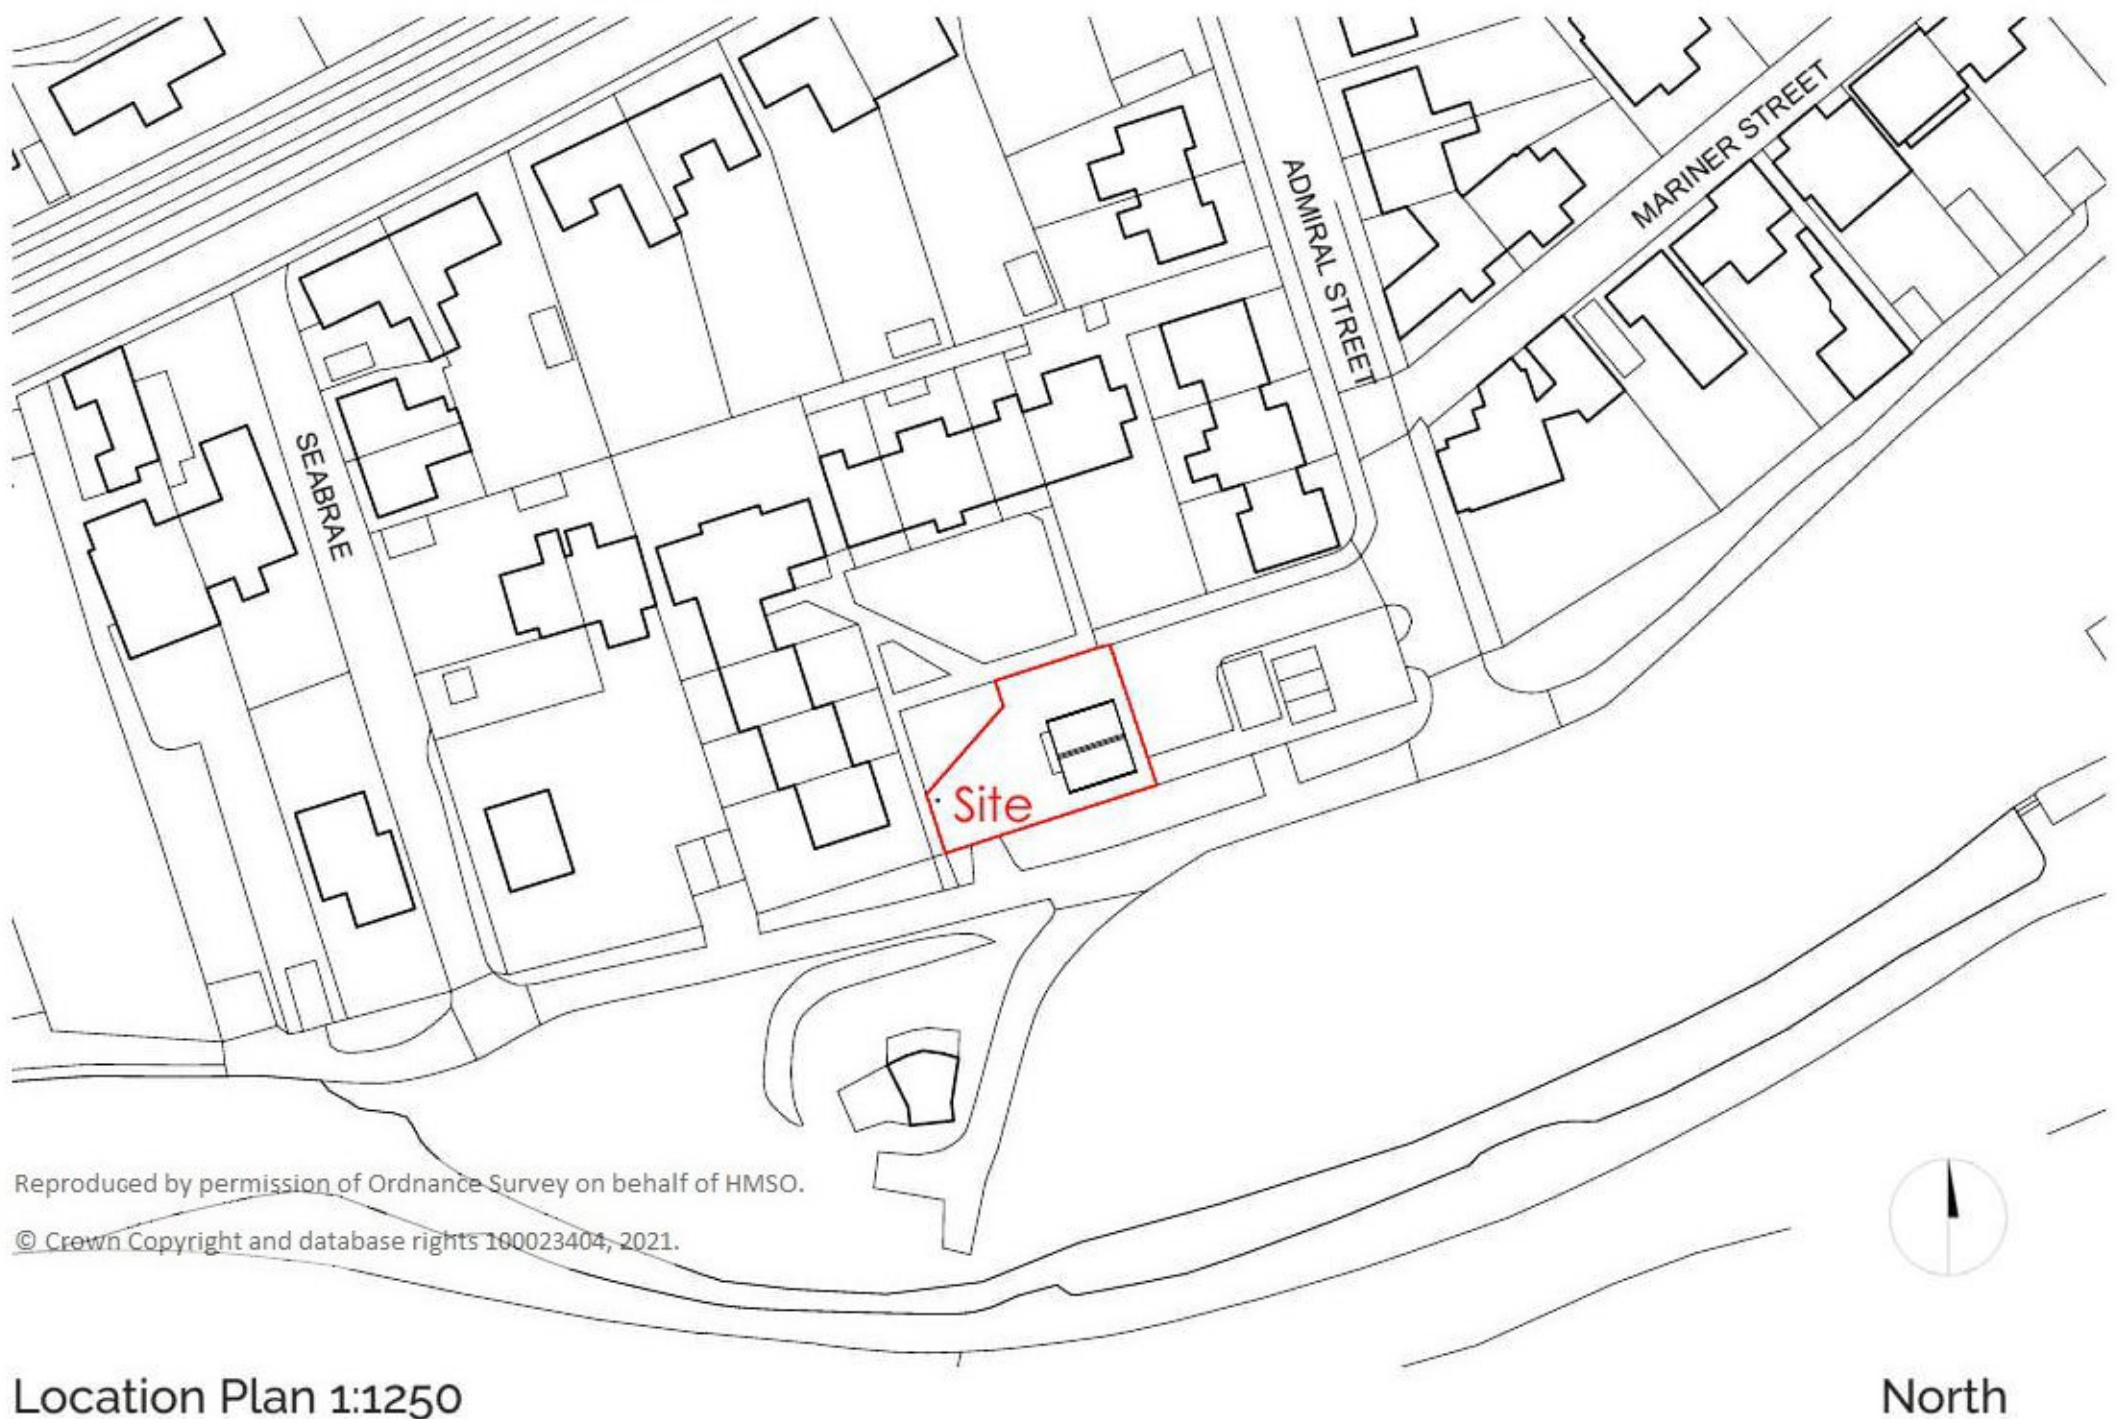 MARINER STREET
ADMIRAL STREET
SEABRAE
Site
Reproduced by permission of Ordnance Survey on behalf of HMSO.
© Crown Copyright and database rights 100023404, 2021.
Location Plan 1:1250
North